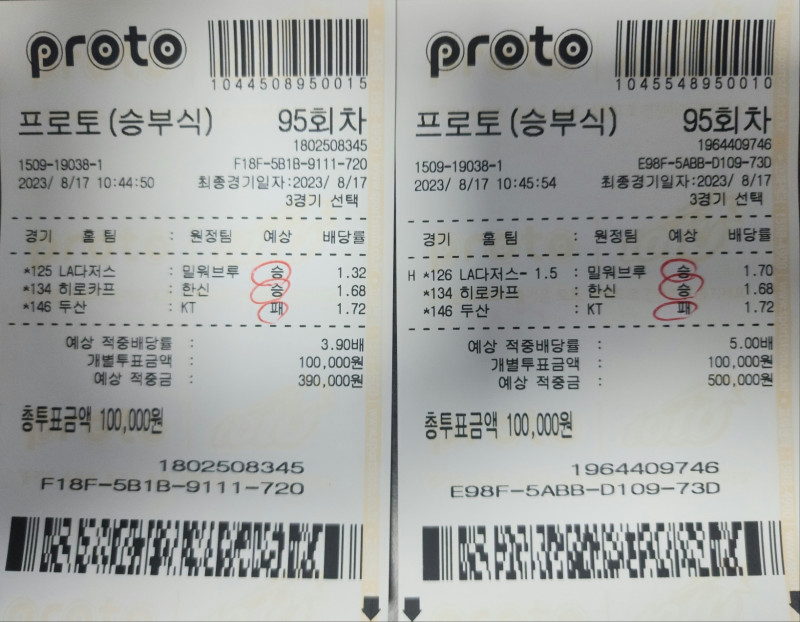 proto
1044508950015
프로토(승부식) 95회차
1802508345
1509-19038-1 F18F-5B1B-9111-720
2023/ 8/17 10:44:50 최종경기일자:2023/ 8/17
3경기 선택
경기 홈 팀 : 원정팀 예상 배당률
*125 LA다저스 : 밀워브루 승 1.32
*134 히로카프 : 한신 승 1.68
*146 두산 : KT 패 1.72
예상 적중배당률 : 3.90배
개별투표금액 : 100,000원
예상 적중금 : 390,000원
총투표금액 100,000원
1802508345
F18F-5B1B-9111-720
proto
1045548950010
프로토(승부식) 95회차
1964409746
1509-19038-1 E98F-5ABB-D109-73D
2023/ 8/17 10:45:54 최종경기일자:2023/ 8/17
3경기 선택
경기 홈 팀 : 원정팀 예상 배당률
H *126 LA다저스- 1.5 : 밀워브루 승 1.70
*134 히로카프 : 한신 승 1.68
*146 두산 : KT 패 1.72
예상 적중배당률 : 5.00배
개별투표금액 : 100,000원
예상 적중금 : 500,000원
총투표금액 100,000원
1964409746
E98F-5ABB-D109-73D